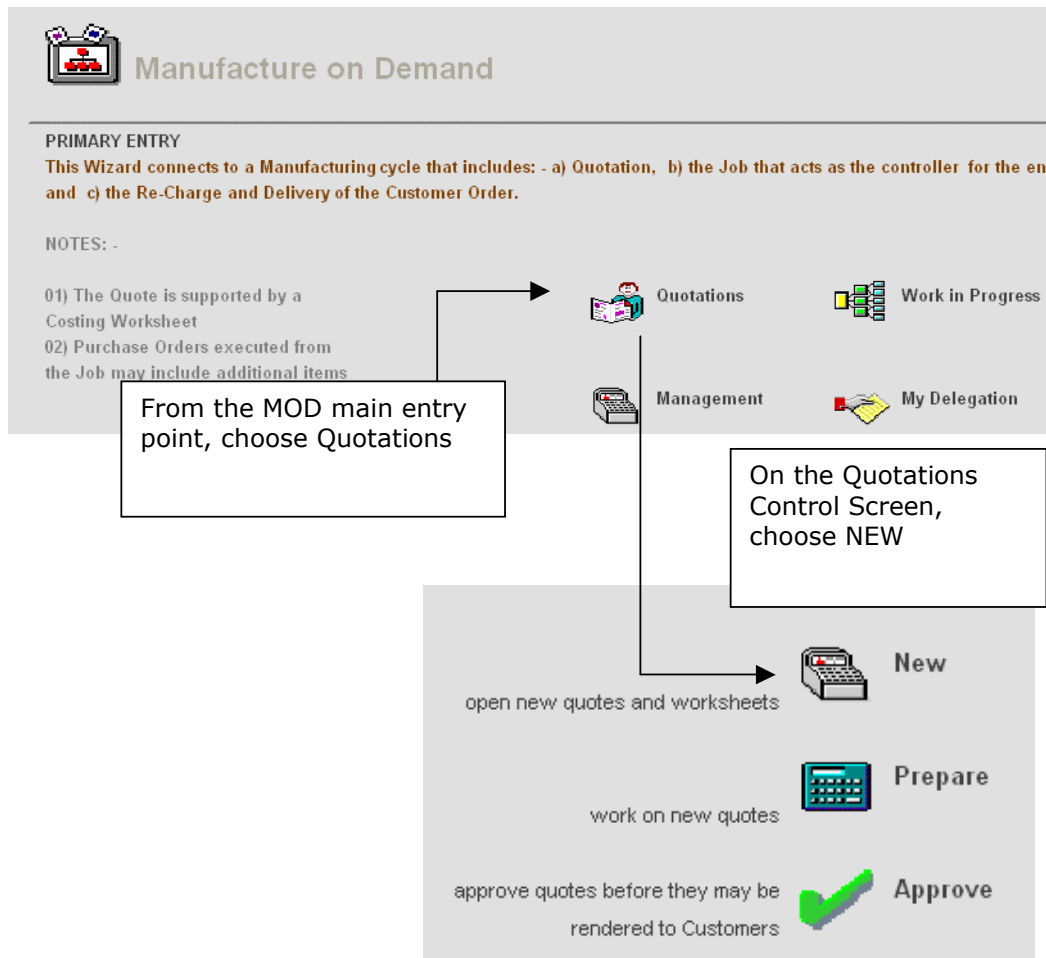 Manufacture on Demand
PRIMARY ENTRY
This Wizard connects to a Manufacturing cycle that includes: - a) Quotation, b) the Job that acts as the controller for the en
and c) the Re-Charge and Delivery of the Customer Order.
NOTES: -
01) The Quote is supported by a
Costing Worksheet
02) Purchase Orders executed from
the Job may include additional items
Quotations
Work in Progress
Management
My Delegation
From the MOD main entry
point, choose Quotations
On the Quotations
Control Screen,
choose NEW
New
open new quotes and worksheets
Prepare
work on new quotes
Approve
approve quotes before they may be
rendered to Customers